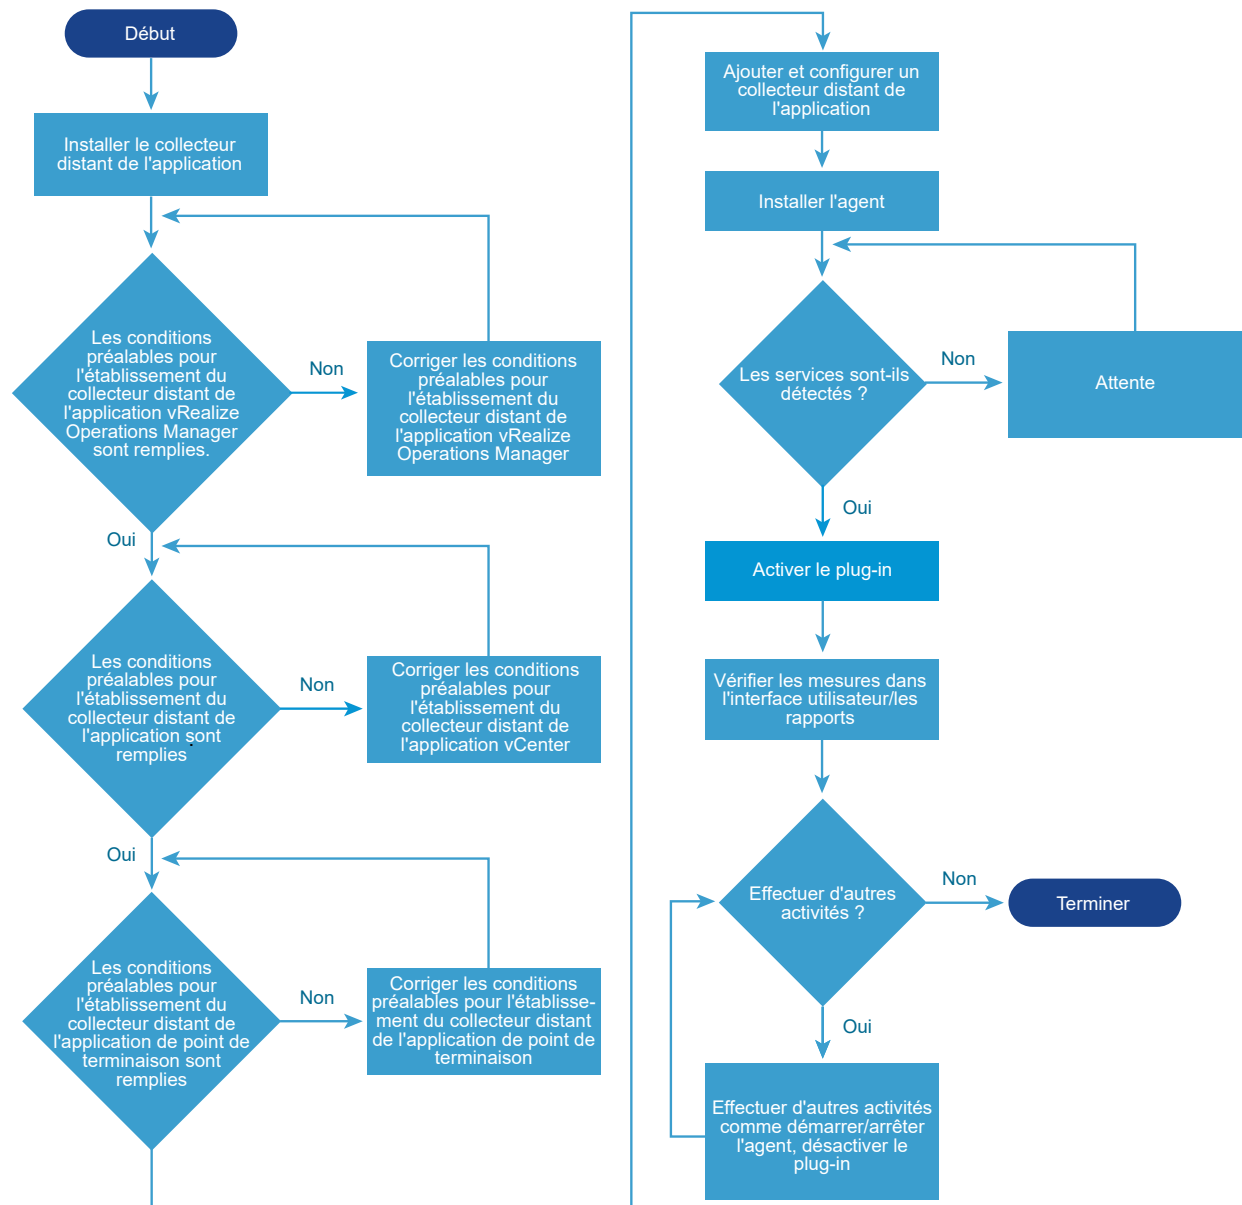 Début
Installer le collecteur
distant de l'application
Les conditions
préalables pour
l'établissement du
collecteur distant de
l'application vRealize
Operations Manager
sont remplies.
Non
Corriger les conditions
préalables pour
l'établissement du
collecteur distant de
l'application vRealize
Operations Manager
Oui
Les conditions
préalables pour
l'établissement du
collecteur distant de
l'application sont
remplies
Non
Corriger les conditions
préalables pour
l'établissement du
collecteur distant de
l'application vCenter
Oui
Les conditions
préalables pour
l'établissement du
collecteur distant de
l'application de point de
terminaison sont
remplies
Non
Corriger les conditions
préalables pour l'établisse-
ment du collecteur distant
de l'application de point de
terminaison
Ajouter et configurer un
collecteur distant de
l'application
Installer l'agent
Les services sont-ils
détectés ?
Non
Attente
Oui
Activer le plug-in
Vérifier les mesures dans
l'interface utilisateur/les
rapports
Effectuer d'autres
activités ?
Non
Terminer
Oui
Effectuer d'autres activités
comme démarrer/arrêter
l'agent, désactiver le
plug-in